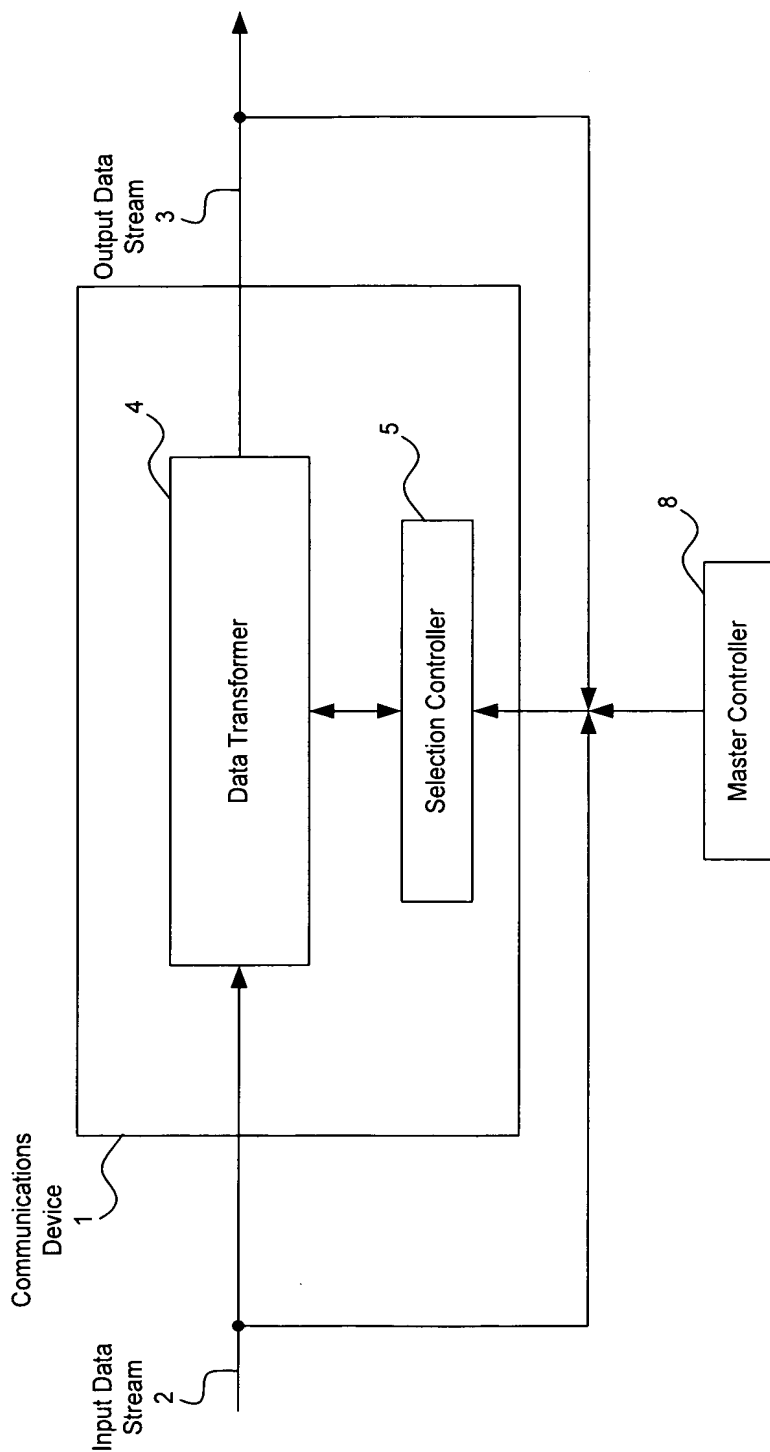 Communications
Device
1
Input Data
Stream
2
Output Data
Stream
3
4
Data Transformer
5
Selection Controller
8
Master Controller